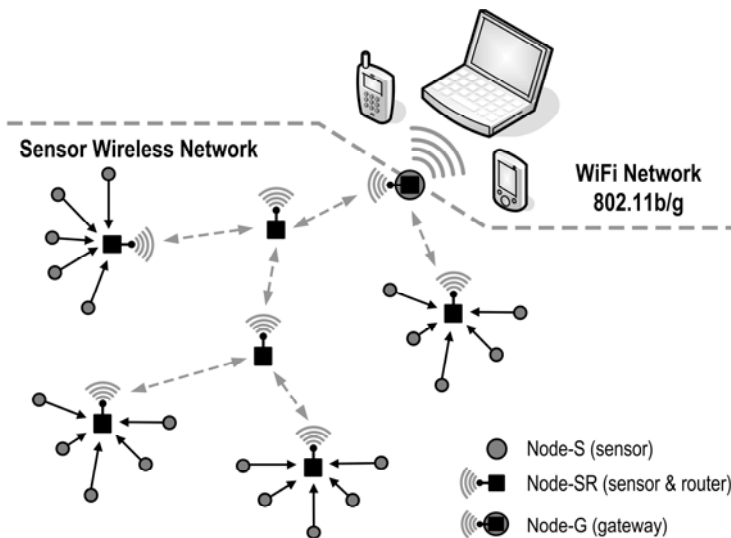 Sensor Wireless Network
WiFi Network
802.11b/g
Node-S (sensor)
Node-SR (sensor & router)
Node-G (gateway)